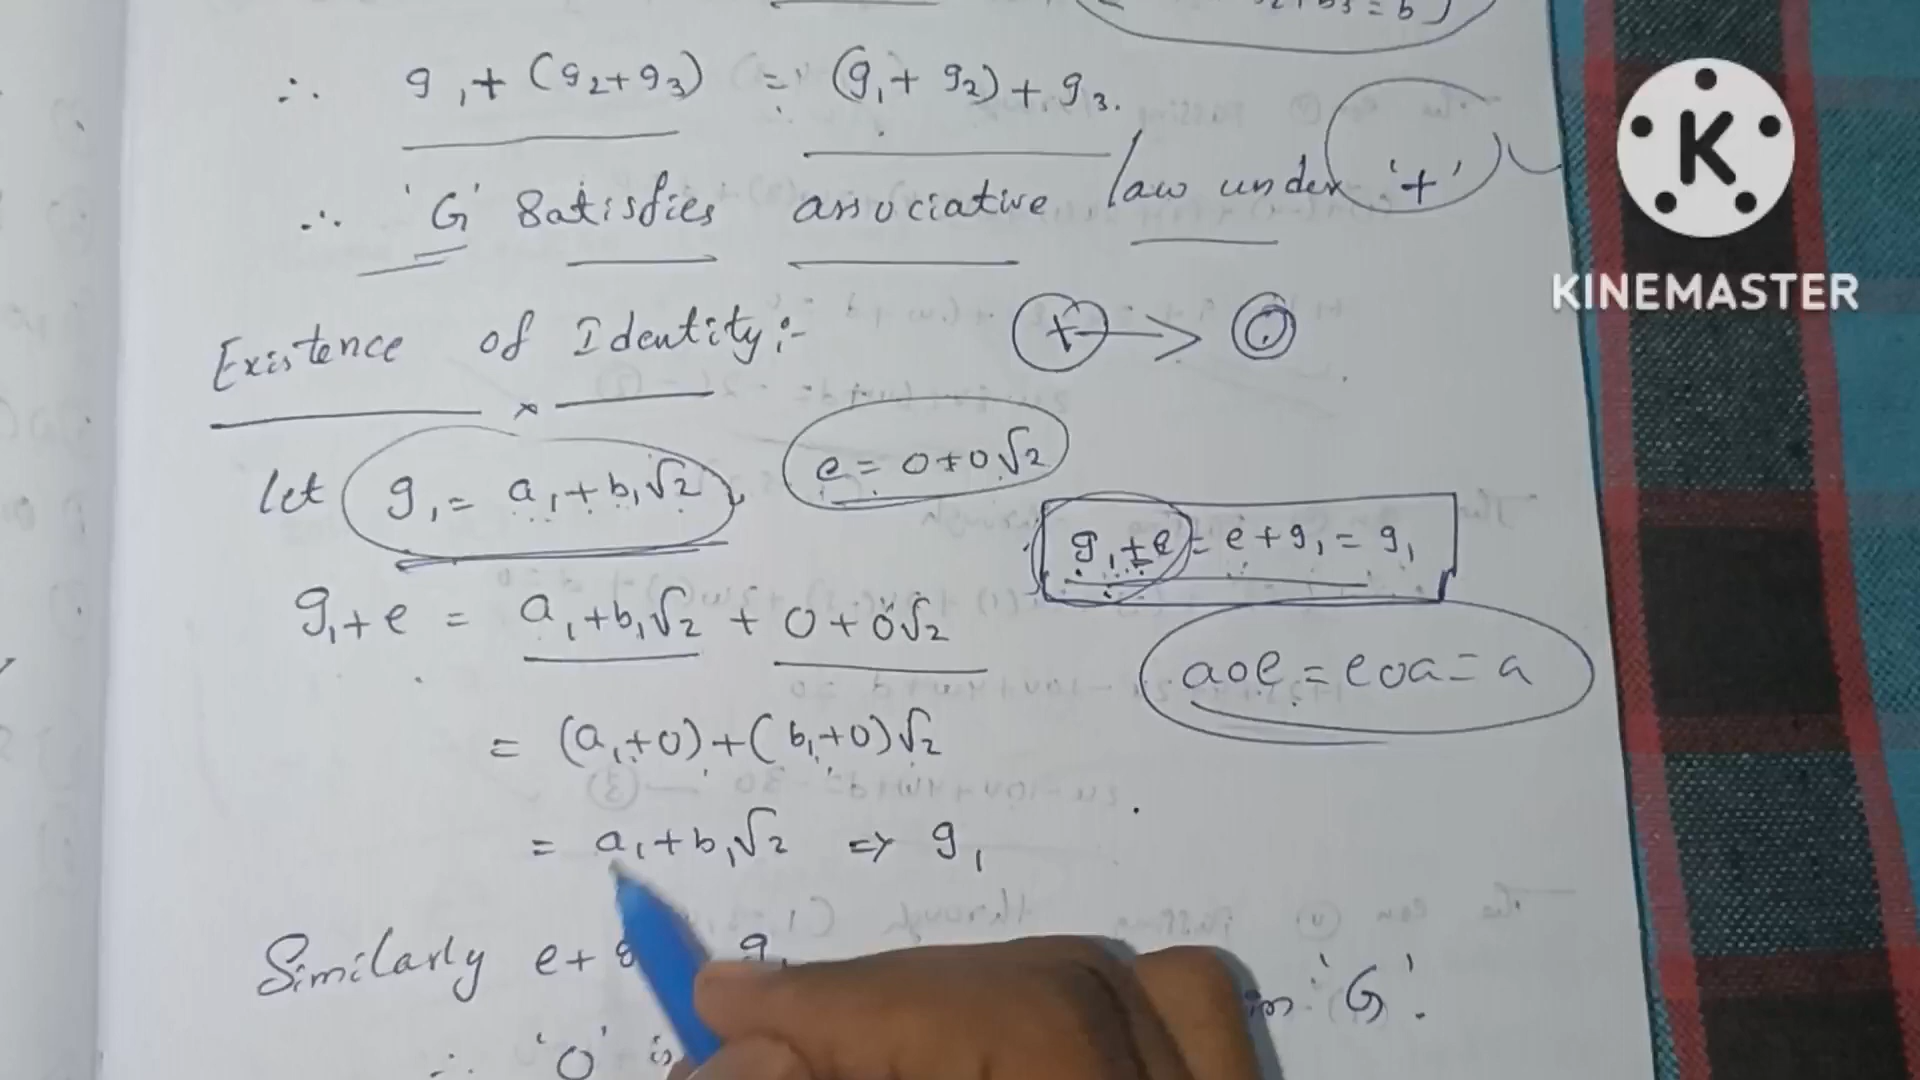 ∴ g₁+(g₂+g₃) = (g₁+g₂)+g₃.
∴ 'G' Satisfies associative law under '+'
Existence of Identity:-
+ → 0
let g₁ = a₁+b₁√2, e = 0+0√2
g₁+e = e+g₁ = g₁
g₁+e = a₁+b₁√2 + 0+0√2
aoe = eoa = a
= (a₁+0)+(b₁+0)√2
= a₁+b₁√2 => g₁
Similarly e+ g₁
in 'G'.
∴ '0' is
K
KINEMASTER